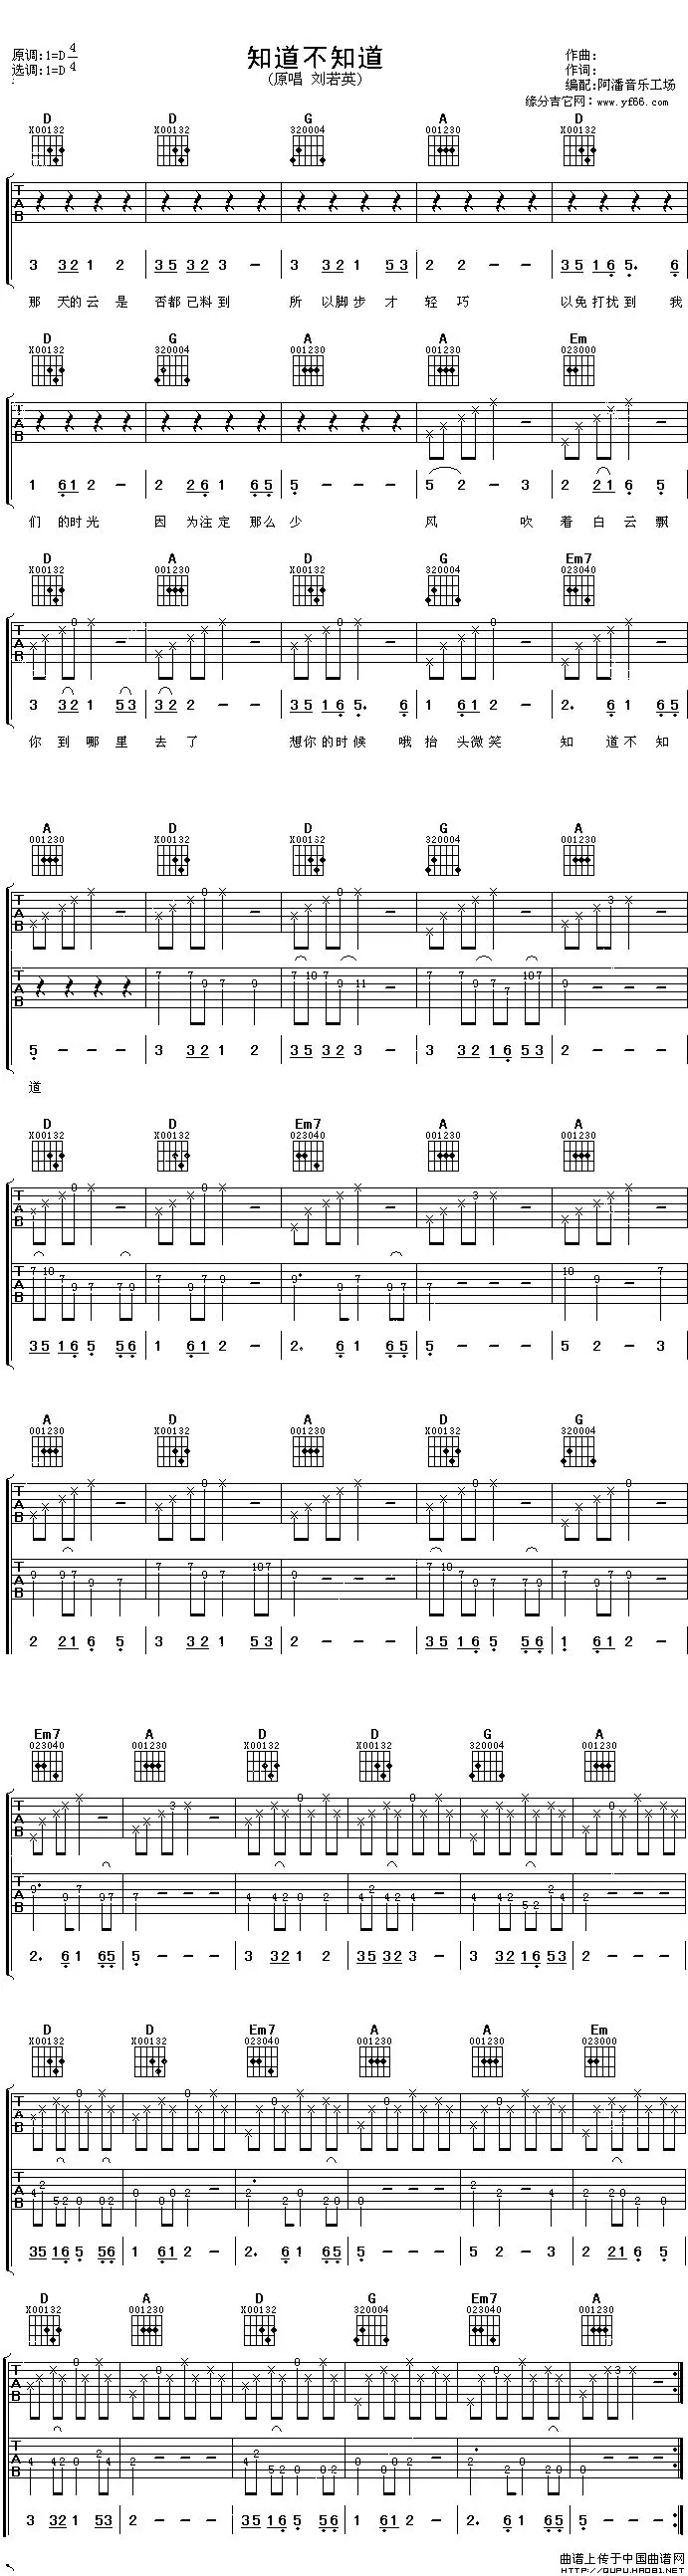 知道不知道
(原唱 刘若英)
原调:1=D 4/4
选调:1=D
作曲:
作词:
编配:阿潘音乐工场
缘分吉它网:www.yf66.com
D D G A D
X00132 X00132 320004 001230 X00132
3 32 1 2 35 32 3 - 3 32 1 53 2 2 - - 35 16 5. 6
那 天的 云 是 否都 已料 到 所 以脚 步 才 轻 巧 以免 打扰 到 我
D G A A Em
X00132 320004 001230 001230 023000
1 61 2 - 2 26 1 65 5 - - - 5 2 - 3 2 21 6 5
们 的时 光 因 为注 定 那么 少 风 吹 着 白 云 飘
D A D G Em7
X00132 001230 X00132 320004 023040
3 32 1 53 32 2 - - 35 16 5. 6 1 61 2 - 2. 6 1 65
你 到 哪 里 去 了 想你 的时 候 哦 抬 头微 笑 知 道 不 知
A D D G A
001230 X00132 X00132 320004 001230
5 - - - 3 32 1 2 35 32 3 - 3 32 16 53 2 - - -
道
D D Em7 A A
X00132 X00132 023040 001230 001230
35 16 5 56 1 61 2 - 2. 6 1 65 5 - - - 5 2 - 3
A D A D G
001230 X00132 001230 X00132 320004
2 21 6 5 3 32 1 53 2 - - - 35 16 5 56 1 61 2 -
Em7 A D D G A
023040 001230 X00132 X00132 320004 001230
2. 6 1 65 5 - - - 3 32 1 2 35 32 3 - 3 32 16 53 2 - - -
D D Em7 A A Em
X00132 X00132 023040 001230 001230 023000
35 16 5 56 1 61 2 - 2. 6 1 65 5 - - - 5 2 - 3 2 21 6 5
D A D G Em7 A
X00132 001230 X00132 320004 023040 001230
3 32 1 53 2 - - - 35 16 5 56 1 61 2 - 2. 6 1 65 5 - - -
曲谱上传于中国曲谱网
HTTP://QUPU.HAO81.NET